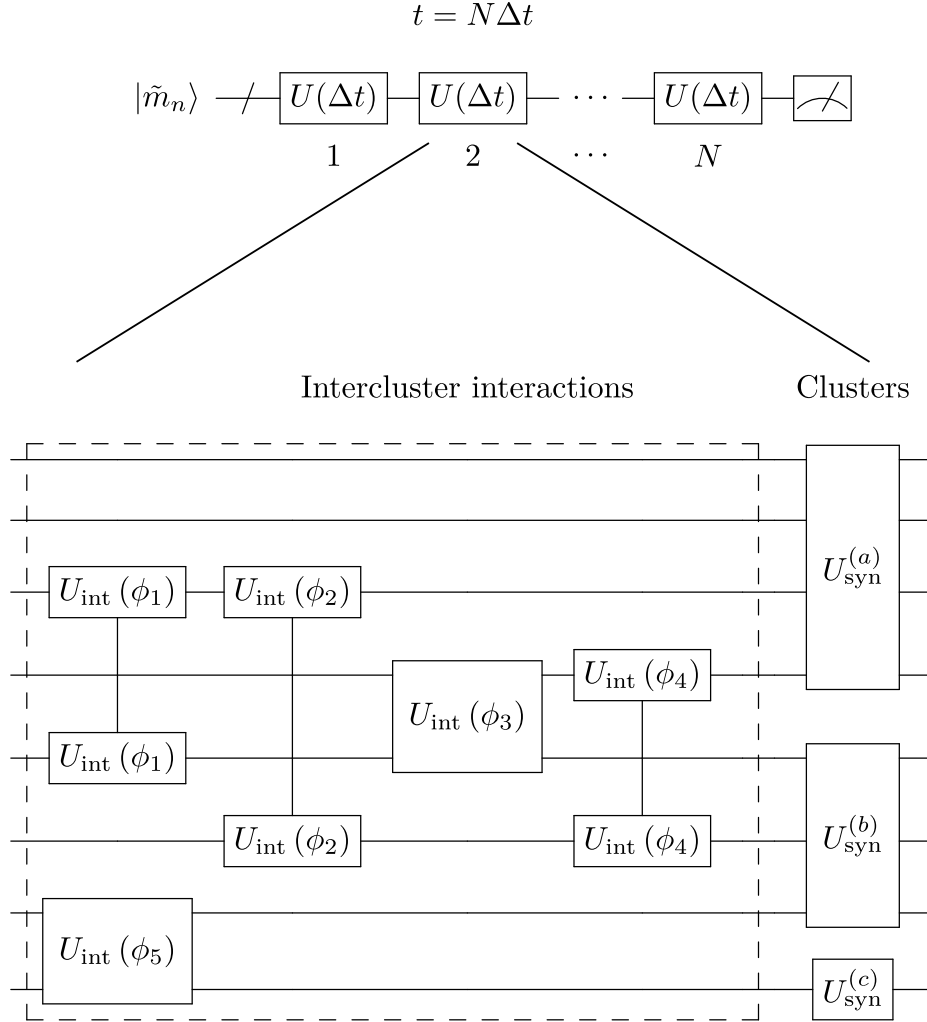 t = NΔt
|m̃ₙ⟩ U(Δt) U(Δt) ··· U(Δt)
1 2 ··· N
Intercluster interactions Clusters
U_int (ϕ₁) U_int (ϕ₂) U_syn^(a)
U_int (ϕ₃) U_int (ϕ₄)
U_int (ϕ₁)
U_int (ϕ₂) U_int (ϕ₄) U_syn^(b)
U_int (ϕ₅)
U_syn^(c)